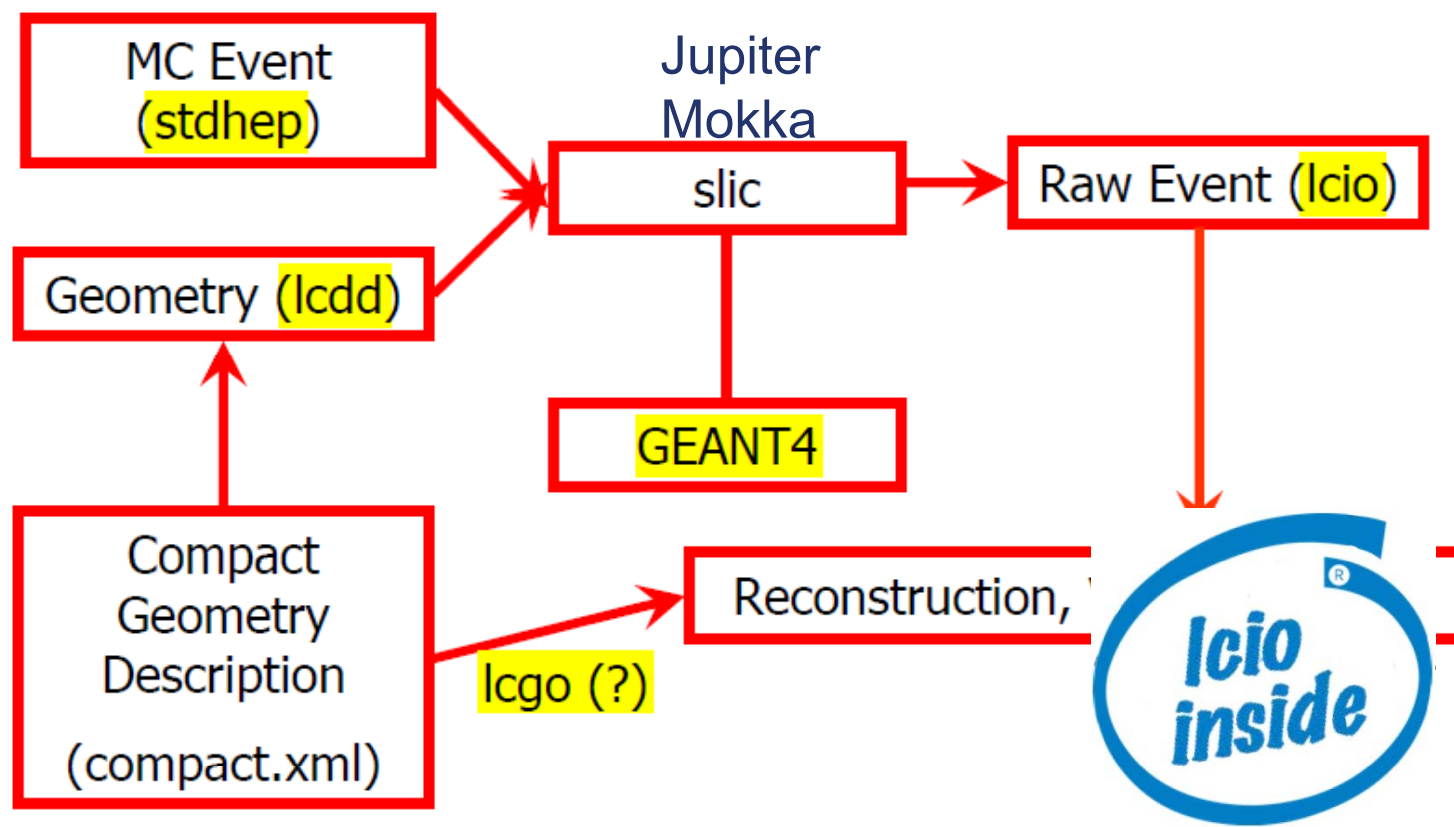 MC Event
(stdhep)
Jupiter
Mokka
slic
Raw Event (lcio)
Geometry (lcdd)
GEANT4
Compact
Geometry
Description
(compact.xml)
lcgo (?)
Reconstruction,
®
lcio
inside